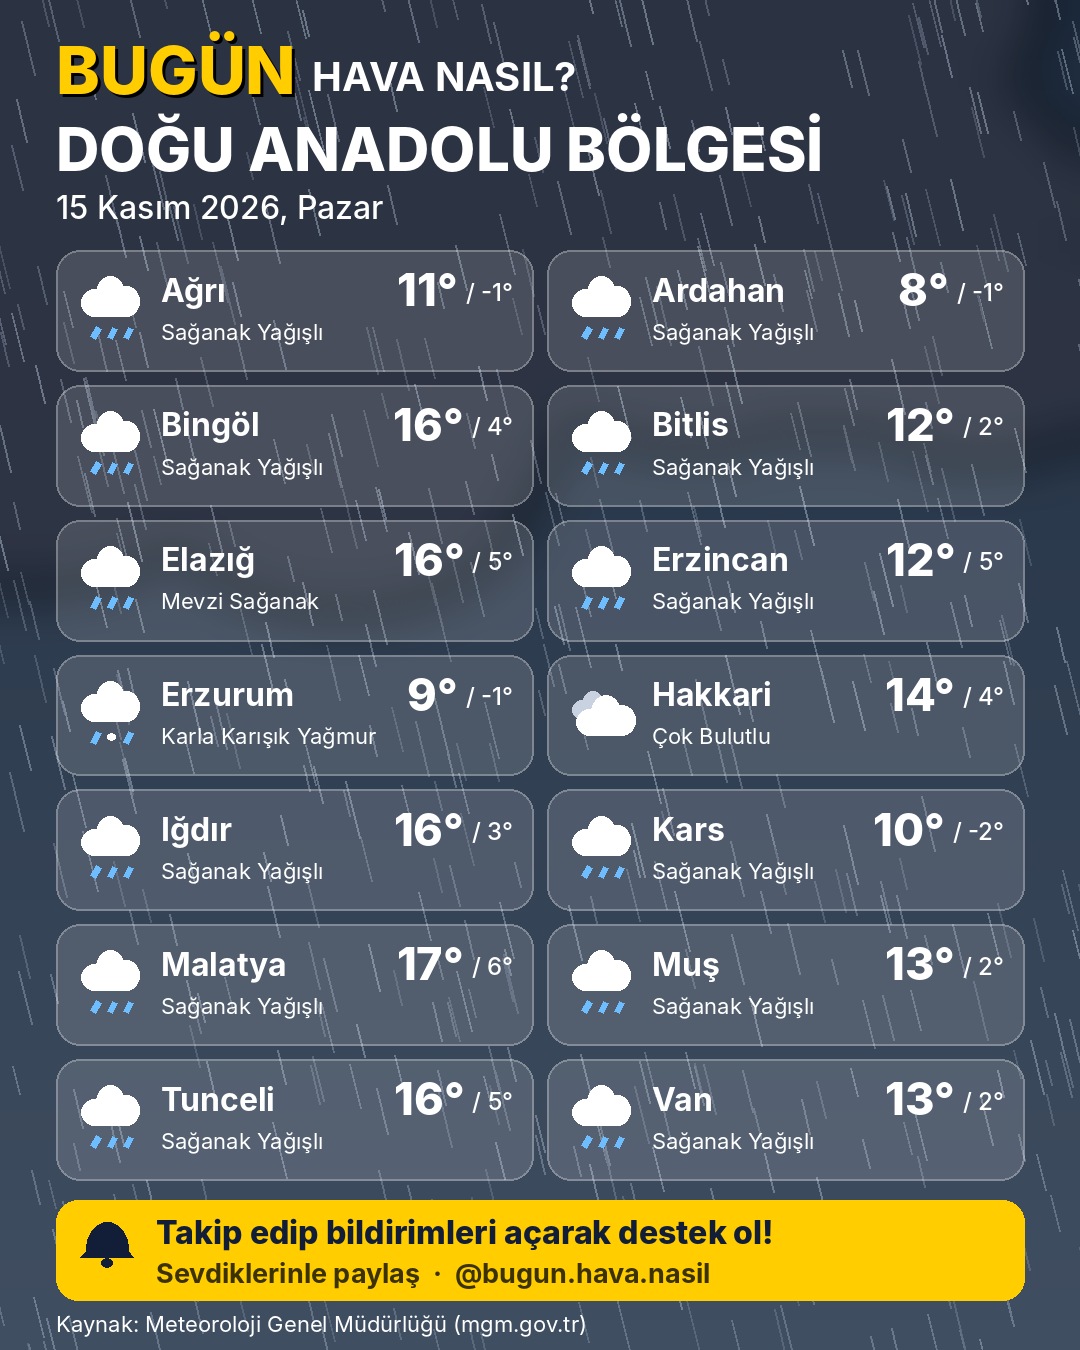 BUGÜN HAVA NASIL?
DOĞU ANADOLU BÖLGESİ
15 Kasım 2026, Pazar
Ağrı 11° / -1°
Sağanak Yağışlı
Ardahan 8° / -1°
Sağanak Yağışlı
Bingöl 16° / 4°
Sağanak Yağışlı
Bitlis 12° / 2°
Sağanak Yağışlı
Elazığ 16° / 5°
Mevzi Sağanak
Erzincan 12° / 5°
Sağanak Yağışlı
Erzurum 9° / -1°
Karla Karışık Yağmur
Hakkari 14° / 4°
Çok Bulutlu
Iğdır 16° / 3°
Sağanak Yağışlı
Kars 10° / -2°
Sağanak Yağışlı
Malatya 17° / 6°
Sağanak Yağışlı
Muş 13° / 2°
Sağanak Yağışlı
Tunceli 16° / 5°
Sağanak Yağışlı
Van 13° / 2°
Sağanak Yağışlı
Takip edip bildirimleri açarak destek ol!
Sevdiklerinle paylaş · @bugun.hava.nasil
Kaynak: Meteoroloji Genel Müdürlüğü (mgm.gov.tr)